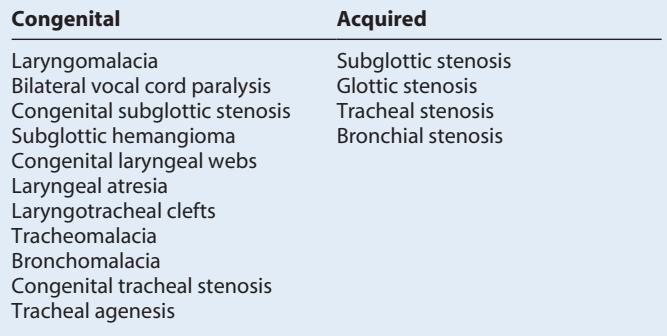 Congenital Acquired
Laryngomalacia Subglottic stenosis
Bilateral vocal cord paralysis Glottic stenosis
Congenital subglottic stenosis Tracheal stenosis
Subglottic hemangioma Bronchial stenosis
Congenital laryngeal webs
Laryngeal atresia
Laryngotracheal clefts
Tracheomalacia
Bronchomalacia
Congenital tracheal stenosis
Tracheal agenesis